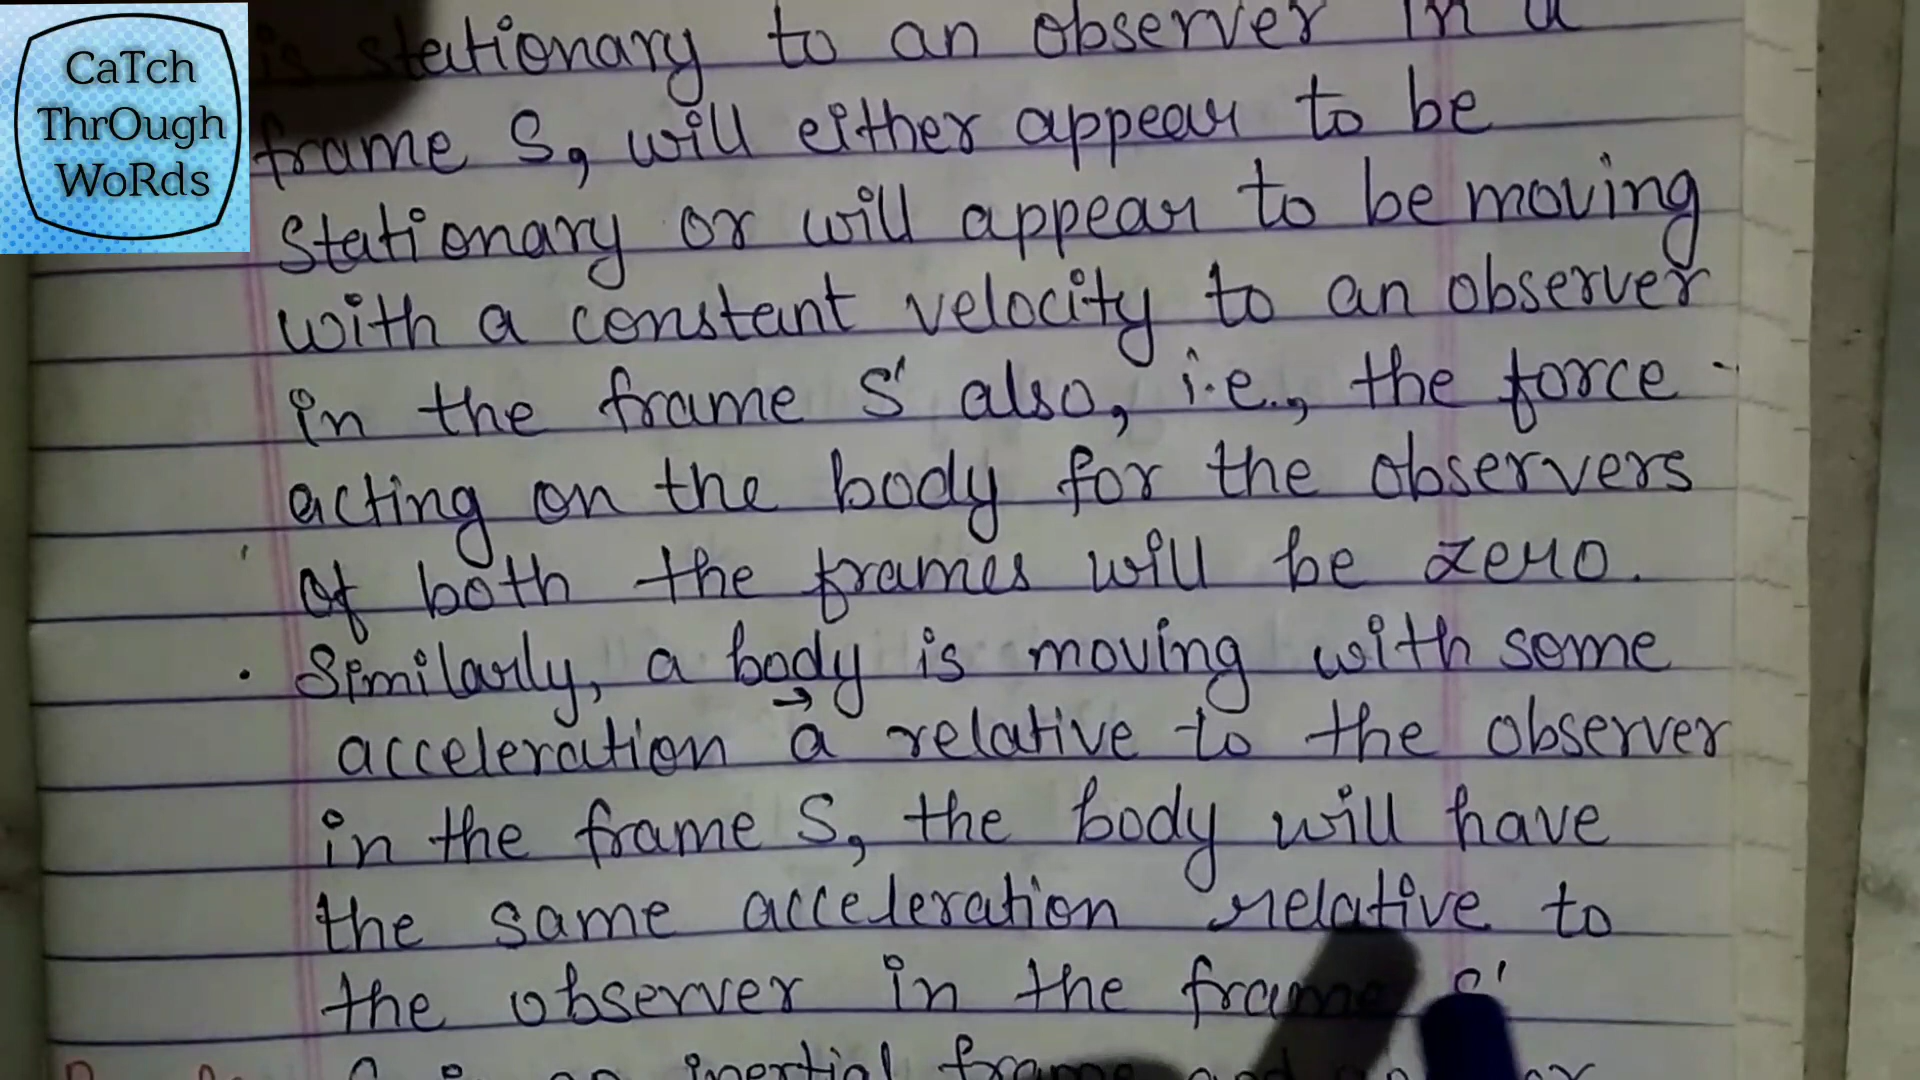 CaTch
ThrOugh
WoRds
is stationary to an observer in a
frame S, will either appear to be
stationary or will appear to be moving
with a constant velocity to an observer
in the frame S' also, i.e., the force
acting on the body for the observers
of both the frames will be zero.
· Similarly, a body is moving with some
acceleration a⃗ relative to the observer
in the frame S, the body will have
the same acceleration relative to
the observer in the frame S'
inertial frame and